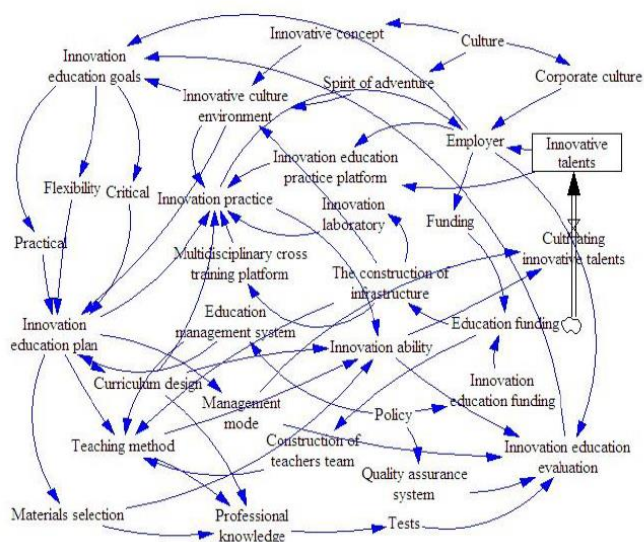 Innovative concept
Culture
Innovation
education goals
Spirit of adventure
Corporate culture
Innovative culture
environment
Employer
Innovative
talents
Innovation education
practice platform
Flexibility
Critical
Innovation practice
Innovation
laboratory
Funding
Practical
Multidisciplinary cross
training platform
Cultivating
innovative talents
The construction of
infrastructure
Innovation
education plan
Education
management system
Innovation ability
Education funding
Curriculum design
Management
mode
Policy
Innovation
education funding
Teaching method
Construction of
teachers team
Innovation education
evaluation
Quality assurance
system
Materials selection
Professional
knowledge
Tests